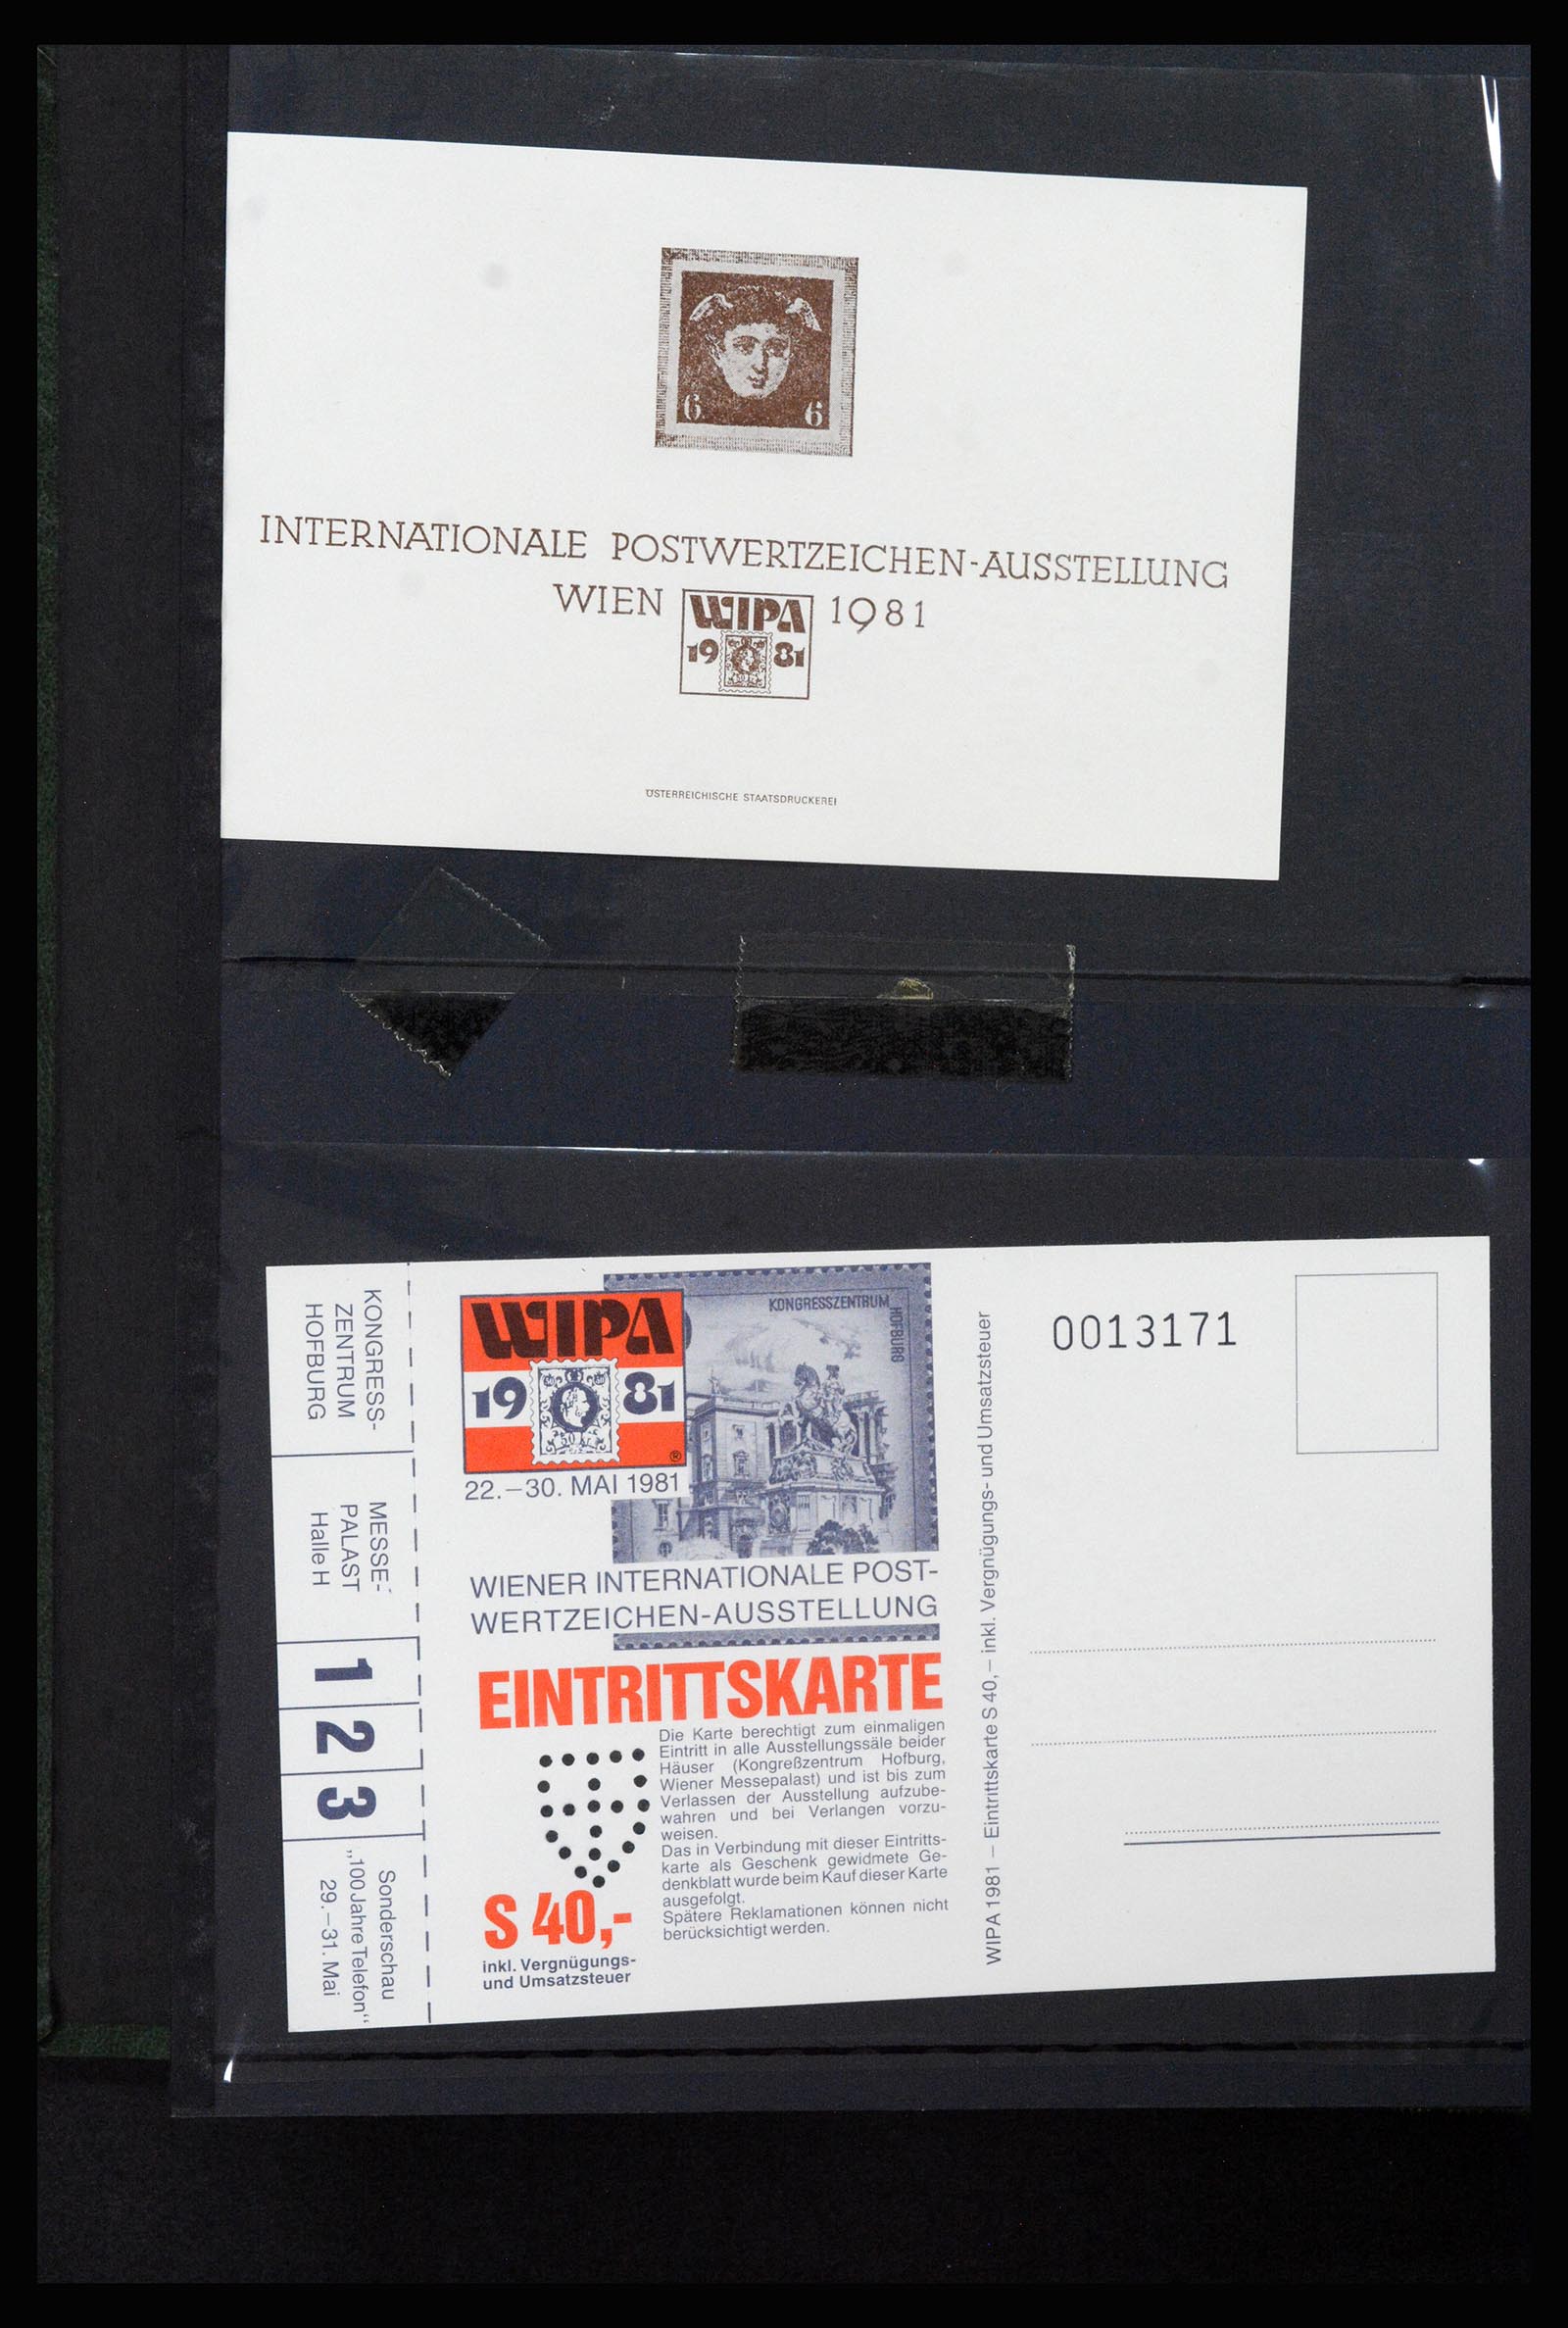 6 6
INTERNATIONALE POSTWERTZEICHEN-AUSSTELLUNG
WIEN WIPA 1981
1981
ÖSTERREICHISCHE STAATSDRUCKEREI
KONGRESS-
ZENTRUM
HOFBURG
MESSE-
PALAST
Halle H
1
2
3
Sonderschau
„100 Jahre Telefon“
29.–31. Mai
WIPA
1981
®
22.–30. MAI 1981
KONGRESSZENTRUM
HOFBURG
WIENER INTERNATIONALE POST-
WERTZEICHEN-AUSSTELLUNG
EINTRITTSKARTE
Die Karte berechtigt zum einmaligen
Eintritt in alle Ausstellungssäle beider
Häuser (Kongreßzentrum Hofburg,
Wiener Messepalast) und ist bis zum
Verlassen der Ausstellung aufzube-
wahren und bei Verlangen vorzu-
weisen.
Das in Verbindung mit dieser Eintritts-
karte als Geschenk gewidmete Ge-
denkblatt wurde beim Kauf dieser Karte
ausgefolgt.
Spätere Reklamationen können nicht
berücksichtigt werden.
S 40,-
inkl. Vergnügungs-
und Umsatzsteuer
WIPA 1981 — Eintrittskarte S 40,— inkl. Vergnügungs- und Umsatzsteuer
0013171